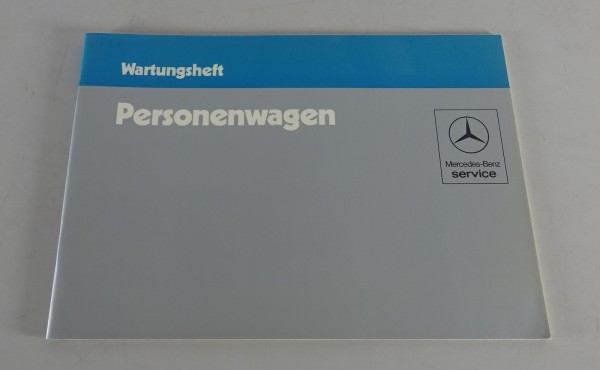 Wartungsheft
Personenwagen
Mercedes-Benz
service